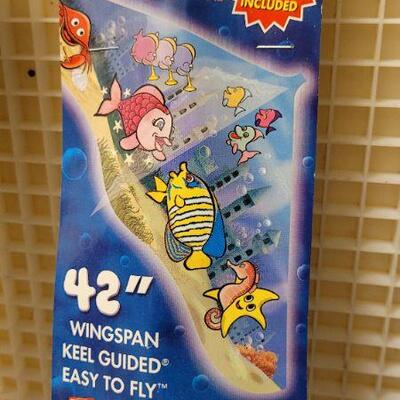 INCLUDED
42"
WINGSPAN
KEEL GUIDED®
EASY TO FLY™